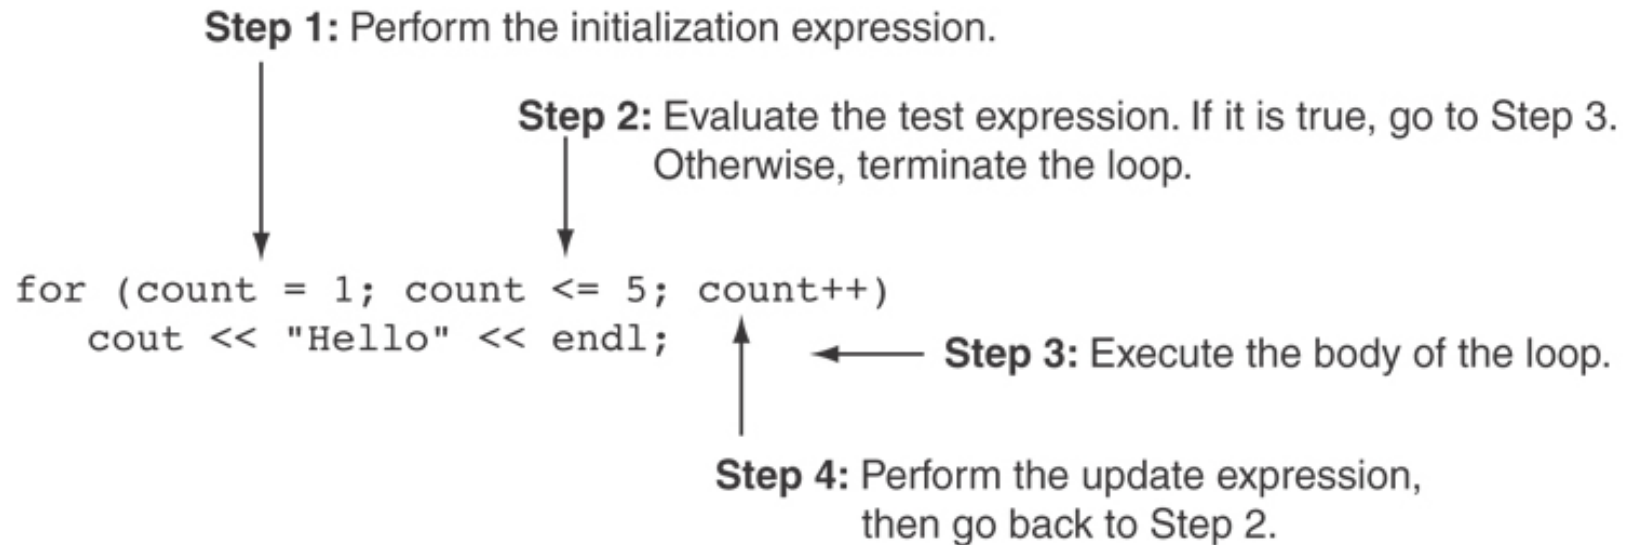 Step 1: Perform the initialization expression.
Step 2: Evaluate the test expression. If it is true, go to Step 3.
Otherwise, terminate the loop.
for (count = 1; count <= 5; count++)
cout << "Hello" << endl;
Step 3: Execute the body of the loop.
Step 4: Perform the update expression,
then go back to Step 2.